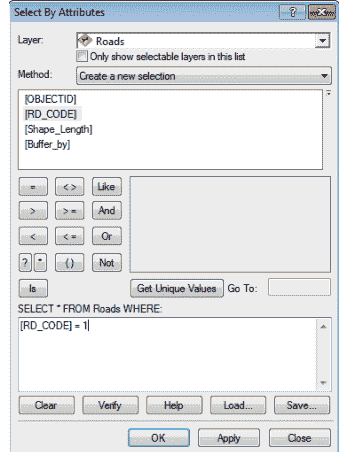 Select By Attributes
Layer: Roads
Only show selectable layers in this list
Method: Create a new selection
[OBJECTID]
[RD_CODE]
[Shape_Length]
[Buffer_by]
= <> Like
> >= And
< <= Or
? * () Not
Is Get Unique Values Go To:
SELECT * FROM Roads WHERE:
[RD_CODE] = 1
Clear Verify Help Load... Save...
OK Apply Close